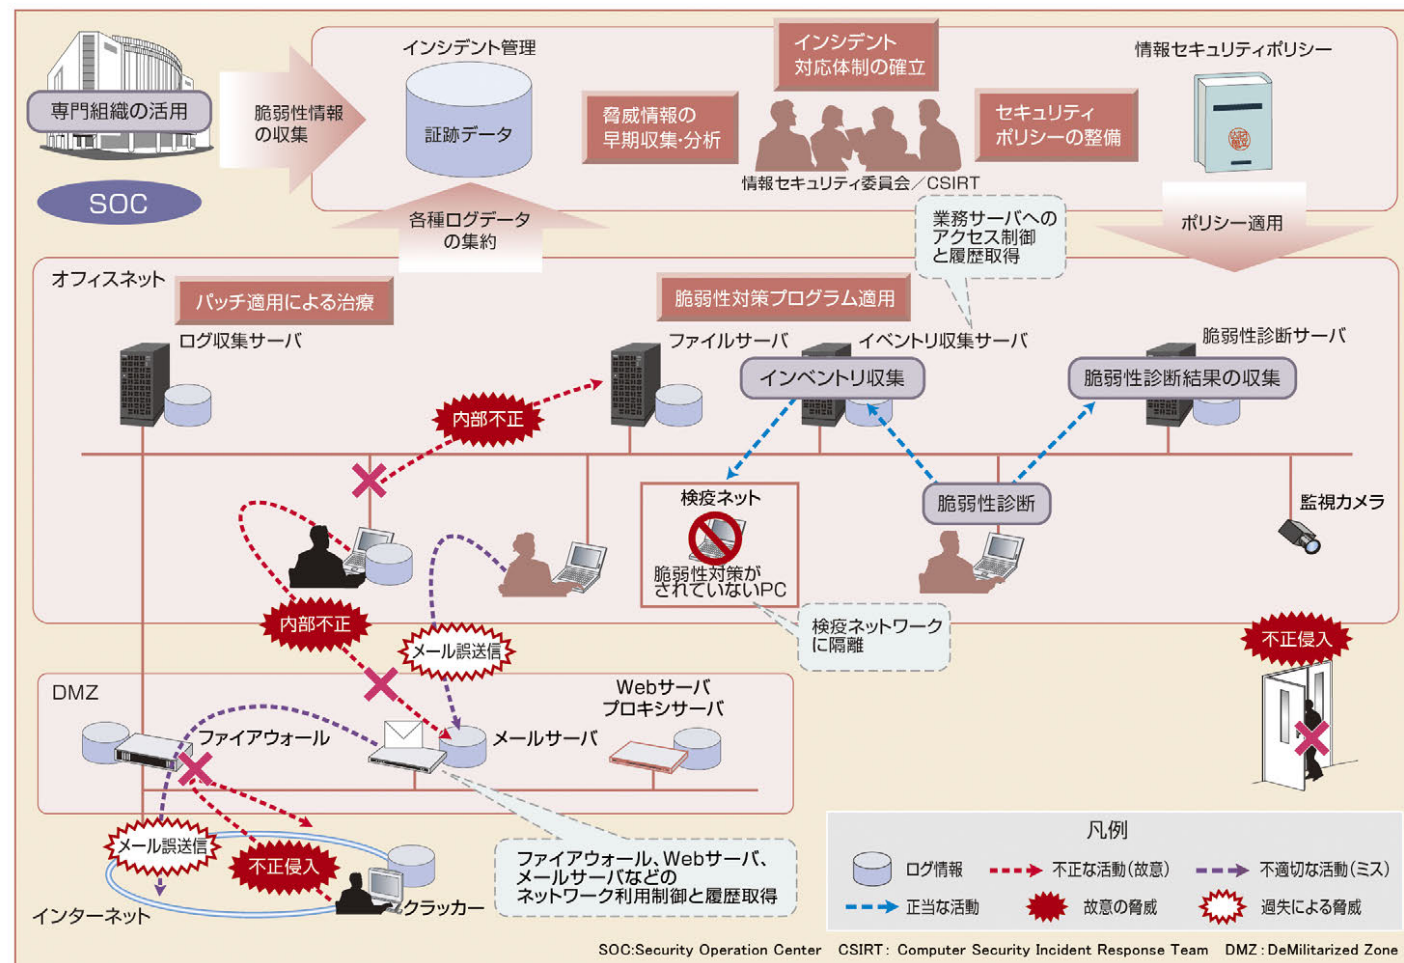 専門組織の活用
SOC
脆弱性情報
の収集
インシデント管理
証跡データ
脅威情報の
早期収集・分析
インシデント
対応体制の確立
情報セキュリティ委員会／CSIRT
セキュリティ
ポリシーの整備
情報セキュリティポリシー
各種ログデータ
の集約
業務サーバへの
アクセス制御
と履歴取得
ポリシー適用
オフィスネット
パッチ適用による治療
脆弱性対策プログラム適用
ログ収集サーバ
ファイルサーバ
イベントリ収集サーバ
脆弱性診断サーバ
インベントリ収集
脆弱性診断結果の収集
内部不正
検疫ネット
脆弱性対策が
されていないPC
脆弱性診断
監視カメラ
内部不正
メール誤送信
検疫ネットワーク
に隔離
不正侵入
DMZ
ファイアウォール
メールサーバ
Webサーバ
プロキシサーバ
メール誤送信
不正侵入
クラッカー
インターネット
ファイアウォール、Webサーバ、
メールサーバなどの
ネットワーク利用制御と履歴取得
凡例
ログ情報
不正な活動(故意)
不適切な活動(ミス)
正当な活動
故意の脅威
過失による脅威
SOC:Security Operation Center CSIRT: Computer Security Incident Response Team DMZ:DeMilitarized Zone